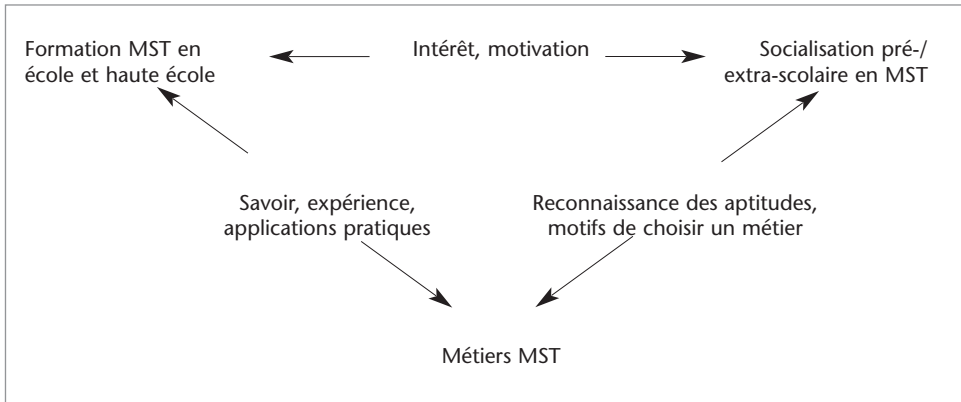 Formation MST en
école et haute école
Intérêt, motivation
Socialisation pré-/
extra-scolaire en MST
Savoir, expérience,
applications pratiques
Reconnaissance des aptitudes,
motifs de choisir un métier
Métiers MST